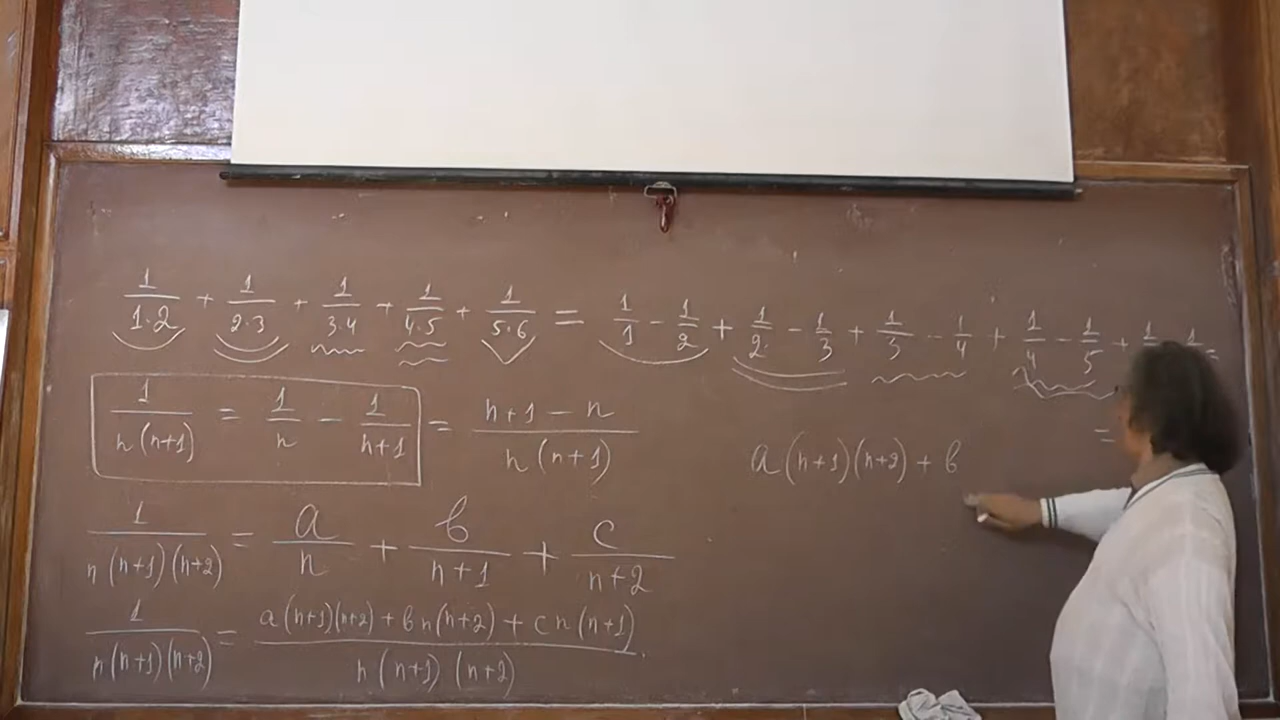 1/(1·2) + 1/(2·3) + 1/(3·4) + 1/(4·5) + 1/(5·6) = 1/1 - 1/2 + 1/2 - 1/3 + 1/3 - 1/4 + 1/4 - 1/5 +
=
1/(n(n+1)) = 1/n - 1/(n+1) = (n+1-n)/(n(n+1))
a(n+1)(n+2) + b
1/(n(n+1)(n+2)) = a/n + b/(n+1) + c/(n+2)
1/(n(n+1)(n+2)) = (a(n+1)(n+2) + bn(n+2) + cn(n+1))/(n(n+1)(n+2)).